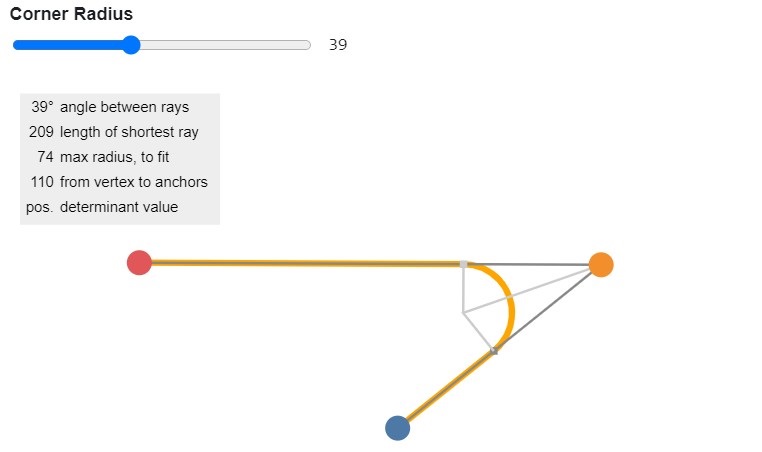 Corner Radius
39
39° angle between rays
209 length of shortest ray
74 max radius, to fit
110 from vertex to anchors
pos. determinant value